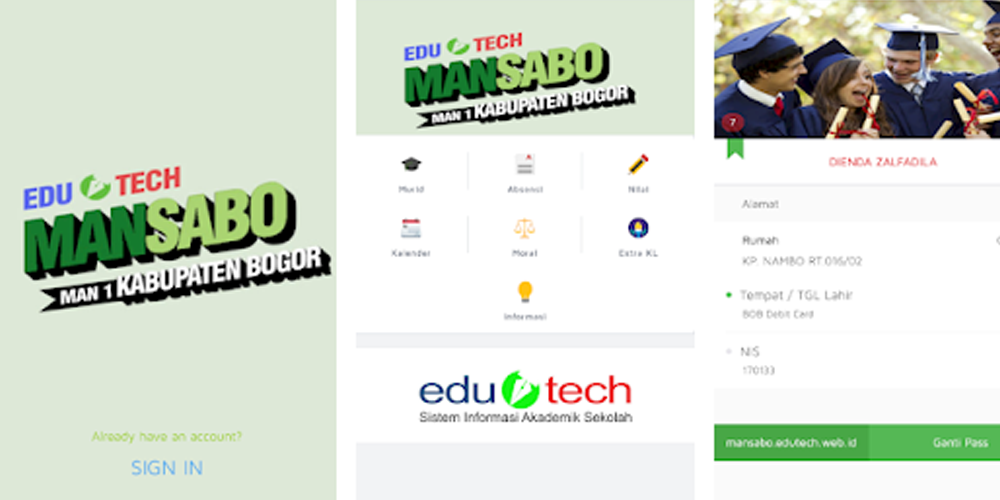 EDU TECH
MANSABO
MAN 1 KABUPATEN BOGOR
Already have an account?
SIGN IN
EDU TECH
MANSABO
MAN 1 KABUPATEN BOGOR
Murid
Absensi
Nilai
Kalender
Moral
Extra KL
Informasi
edu tech
Sistem Informasi Akademik Sekolah
7
DIENDA ZALFADILA
Alamat
Rumah
KP. NAMBO RT.016/02
Tempat / TGL Lahir
BOB Debit Card
NIS
170133
mansabo.edutech.web.id
Ganti Pass